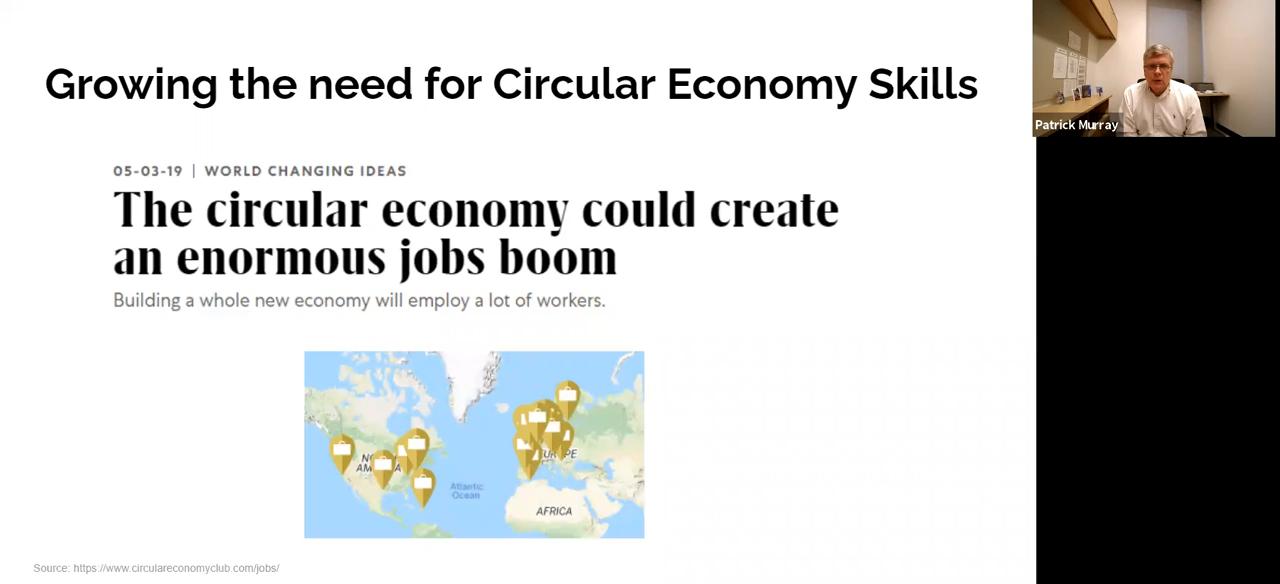 Growing the need for Circular Economy Skills
Patrick Murray
05-03-19 | WORLD CHANGING IDEAS
The circular economy could create
an enormous jobs boom
Building a whole new economy will employ a lot of workers.
Atlantic
Ocean
AFRICA
Source: https://www.circulareconomyclub.com/jobs/